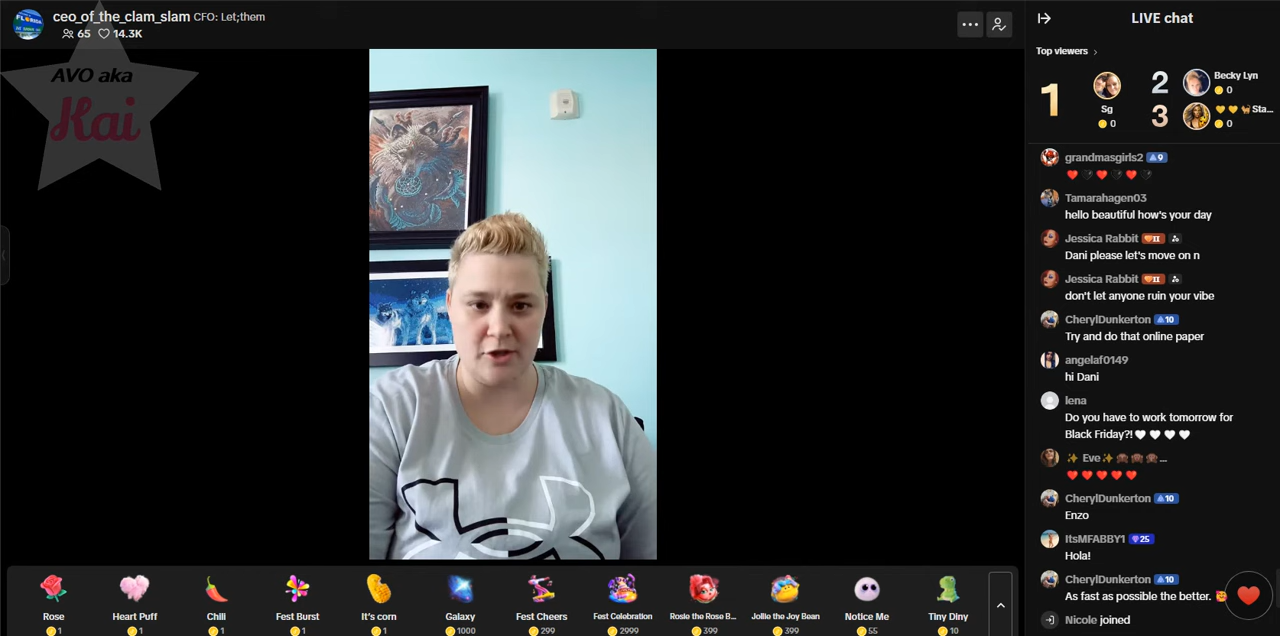 ceo_of_the_clam_slam CFO: Let;them
65 14.3K
AVO aka
Kai
LIVE chat
Top viewers
1
Sg
0
2
Becky Lyn
0
3
Sta...
0
grandmasgirls2 9
Tamarahagen03
hello beautiful how's your day
Jessica Rabbit II
Dani please let's move on n
Jessica Rabbit II
don't let anyone ruin your vibe
CherylDunkerton 10
Try and do that online paper
angelaf0149
hi Dani
lena
Do you have to work tomorrow for
Black Friday?!🤍🤍🤍🤍
✨ Eve✨🙈🙈🙈...
CherylDunkerton 10
Enzo
ItsMFABBY1 25
Hola!
CherylDunkerton 10
As fast as possible the better. 🥰
Nicole joined
Rose
1
Heart Puff
1
Chili
1
Fest Burst
1
It's corn
1
Galaxy
1000
Fest Cheers
299
Fest Celebration
2999
Rosie the Rose B...
399
Jollie the Joy Bean
399
Notice Me
55
Tiny Diny
10